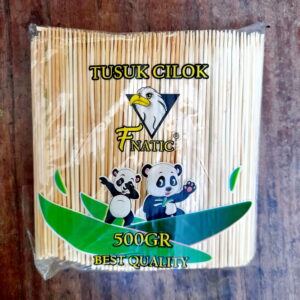 TUSUK CILOK
FNATIC®
500GR
BEST QUALITY